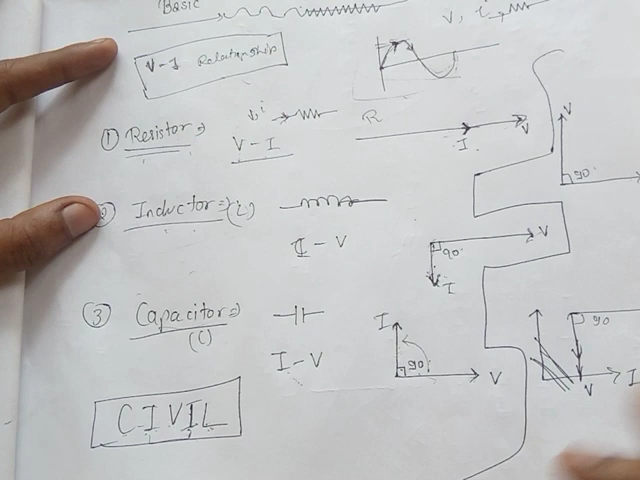 Basic
V, i
V-I Relationship
① Resistor ⇒ V i R
V-I I V V
90°
② Inductor ⇒ (L)
I-V 90° V
I
③ Capacitor ⇒ I 90
(C)
I-V 90° V V I
CIVIL